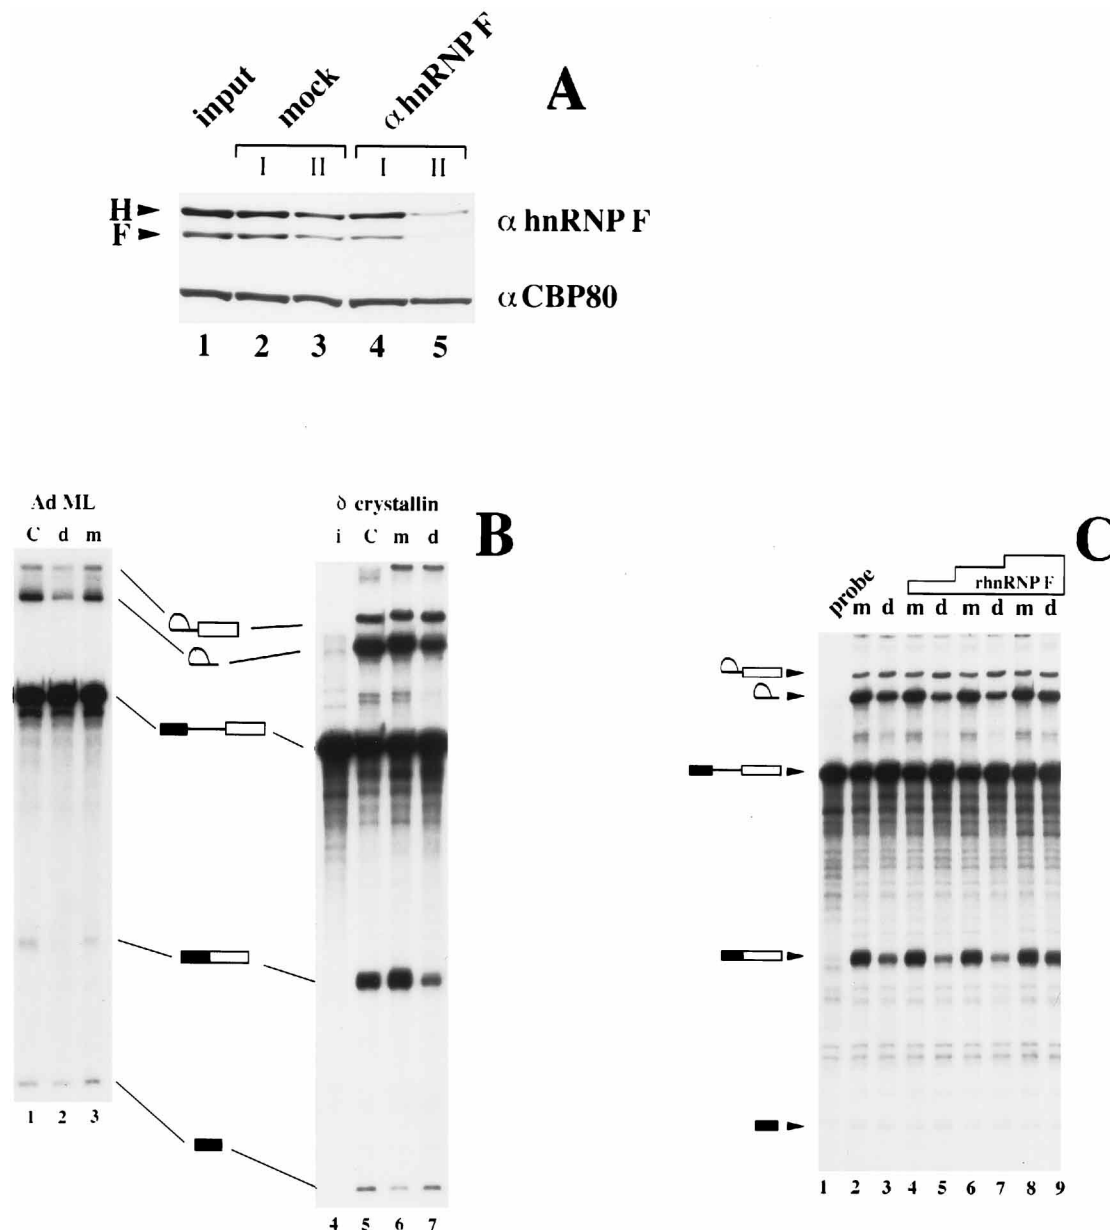 input mock α hnRNP F A
I II I II
H
F
α hnRNP F
α CBP80
1 2 3 4 5
Ad ML
C d m
δ crystallin
i C m d
B
1 2 3
4 5 6 7
C
rhnRNP F
probe m d m d m d m d
1 2 3 4 5 6 7 8 9